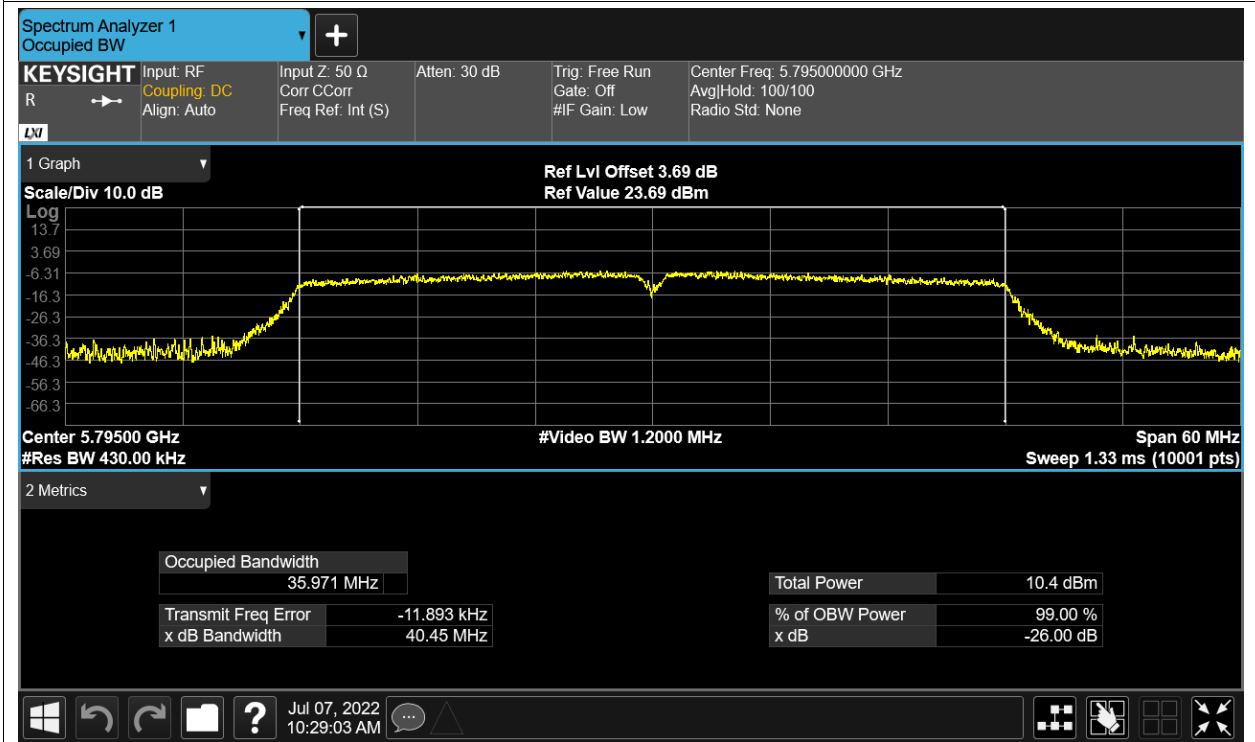 Spectrum Analyzer 1
Occupied BW
KEYSIGHT
R
LXI
Input: RF
Coupling: DC
Align: Auto
Input Z: 50 Ω
Corr CCorr
Freq Ref: Int (S)
Atten: 30 dB
Trig: Free Run
Gate: Off
#IF Gain: Low
Center Freq: 5.795000000 GHz
Avg|Hold: 100/100
Radio Std: None
1 Graph
Scale/Div 10.0 dB
Ref Lvl Offset 3.69 dB
Ref Value 23.69 dBm
Log
13.7
3.69
-6.31
-16.3
-26.3
-36.3
-46.3
-56.3
-66.3
Center 5.79500 GHz
#Video BW 1.2000 MHz
Span 60 MHz
#Res BW 430.00 kHz
Sweep 1.33 ms (10001 pts)
2 Metrics
Occupied Bandwidth
35.971 MHz
Transmit Freq Error -11.893 kHz
x dB Bandwidth 40.45 MHz
Total Power 10.4 dBm
% of OBW Power 99.00 %
x dB -26.00 dB
?
Jul 07, 2022
10:29:03 AM